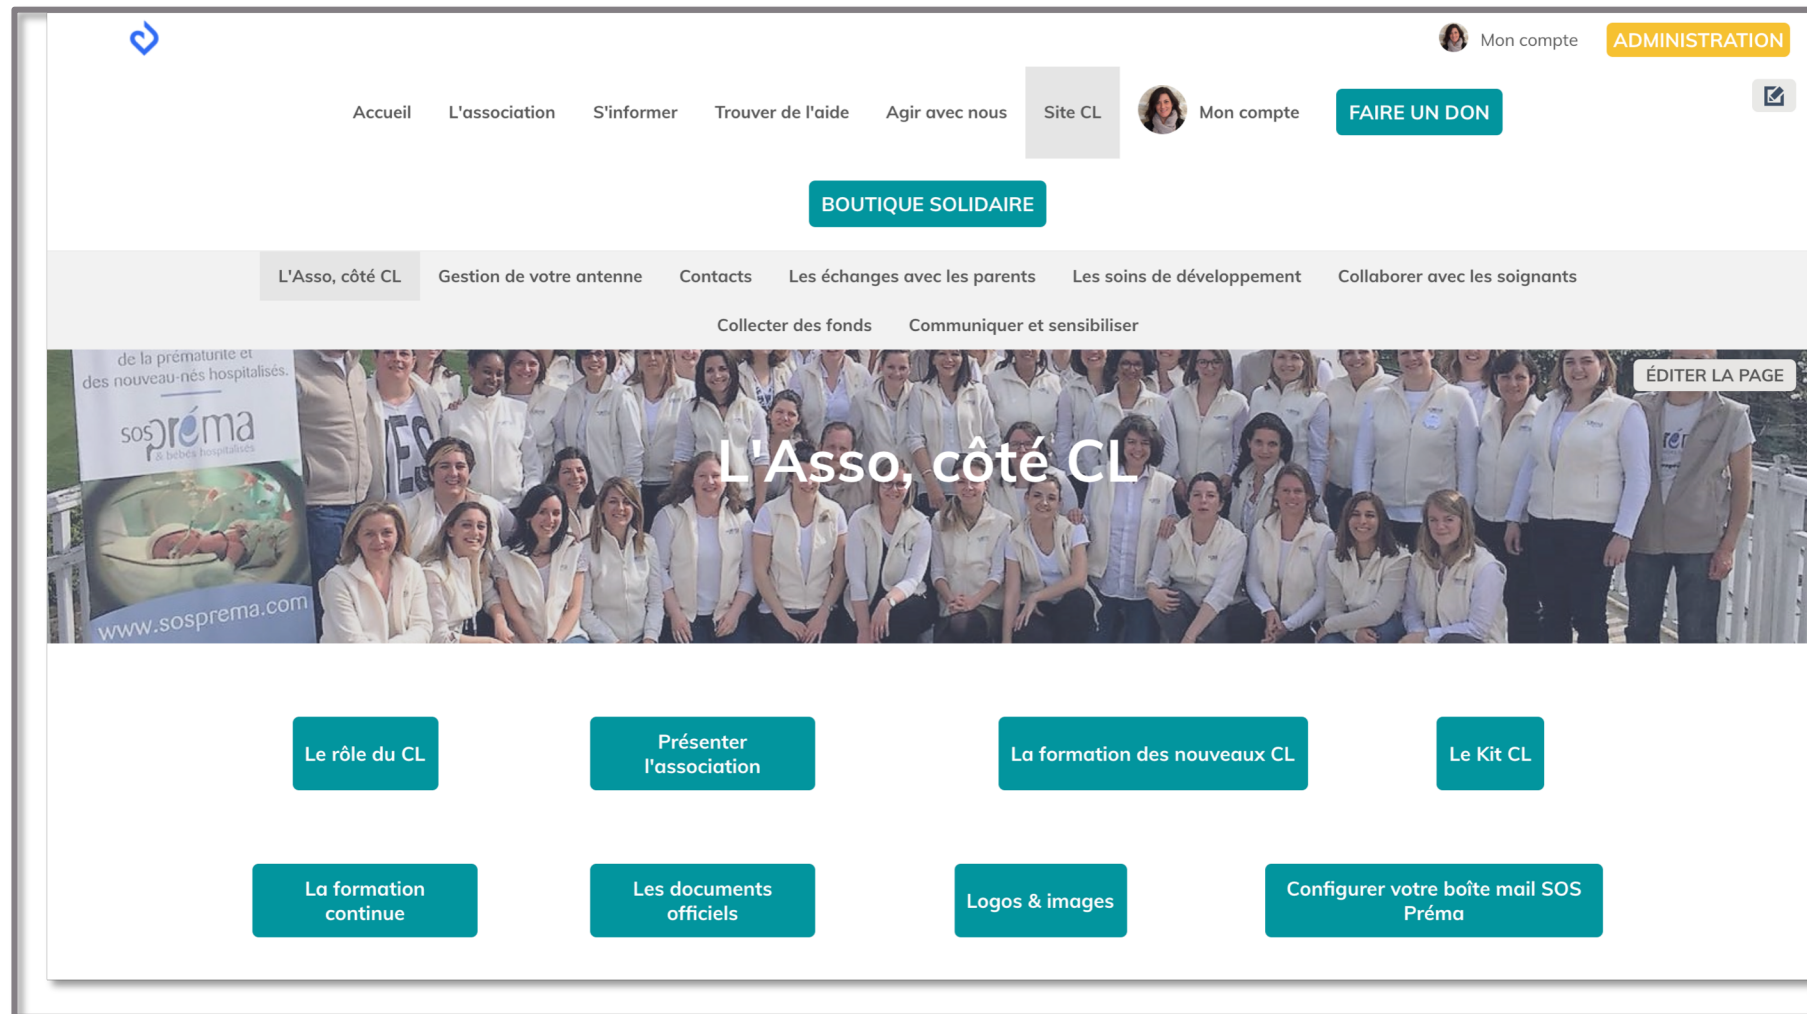 Mon compte
ADMINISTRATION
Accueil
L'association
S'informer
Trouver de l'aide
Agir avec nous
Site CL
Mon compte
FAIRE UN DON
BOUTIQUE SOLIDAIRE
L'Asso, côté CL
Gestion de votre antenne
Contacts
Les échanges avec les parents
Les soins de développement
Collaborer avec les soignants
Collecter des fonds
Communiquer et sensibiliser
de la prématurité et
des nouveau-nés hospitalisés.
sospréma
& bébés hospitalisés
www.sosprema.com
ÉDITER LA PAGE
L'Asso, côté CL
Le rôle du CL
Présenter
l'association
La formation des nouveaux CL
Le Kit CL
La formation
continue
Les documents
officiels
Logos & images
Configurer votre boîte mail SOS
Préma